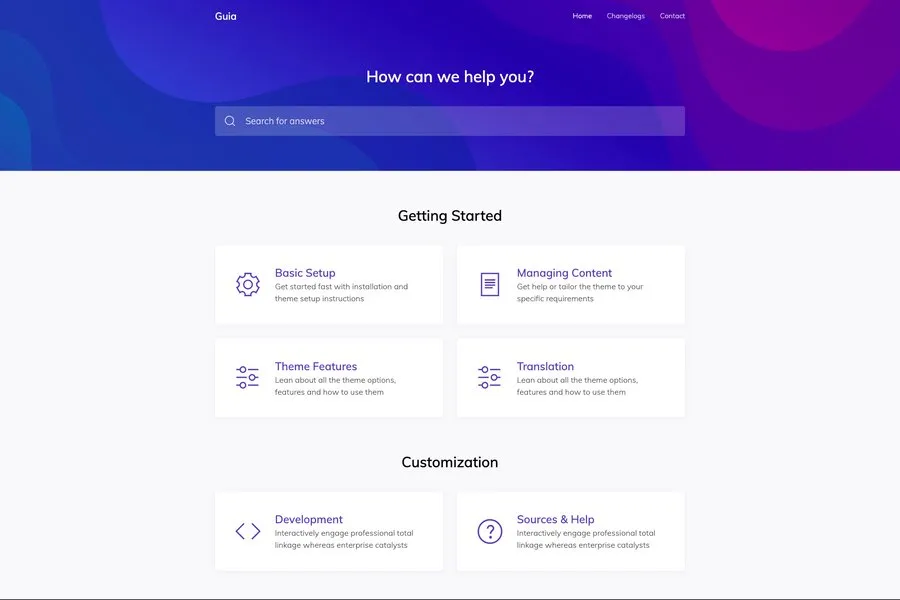 Guia
Home Changelogs Contact
How can we help you?
Search for answers
Getting Started
Basic Setup
Get started fast with installation and
theme setup instructions
Managing Content
Get help or tailor the theme to your
specific requirements
Theme Features
Lean about all the theme options,
features and how to use them
Translation
Lean about all the theme options,
features and how to use them
Customization
Development
Interactively engage professional total
linkage whereas enterprise catalysts
Sources & Help
Interactively engage professional total
linkage whereas enterprise catalysts